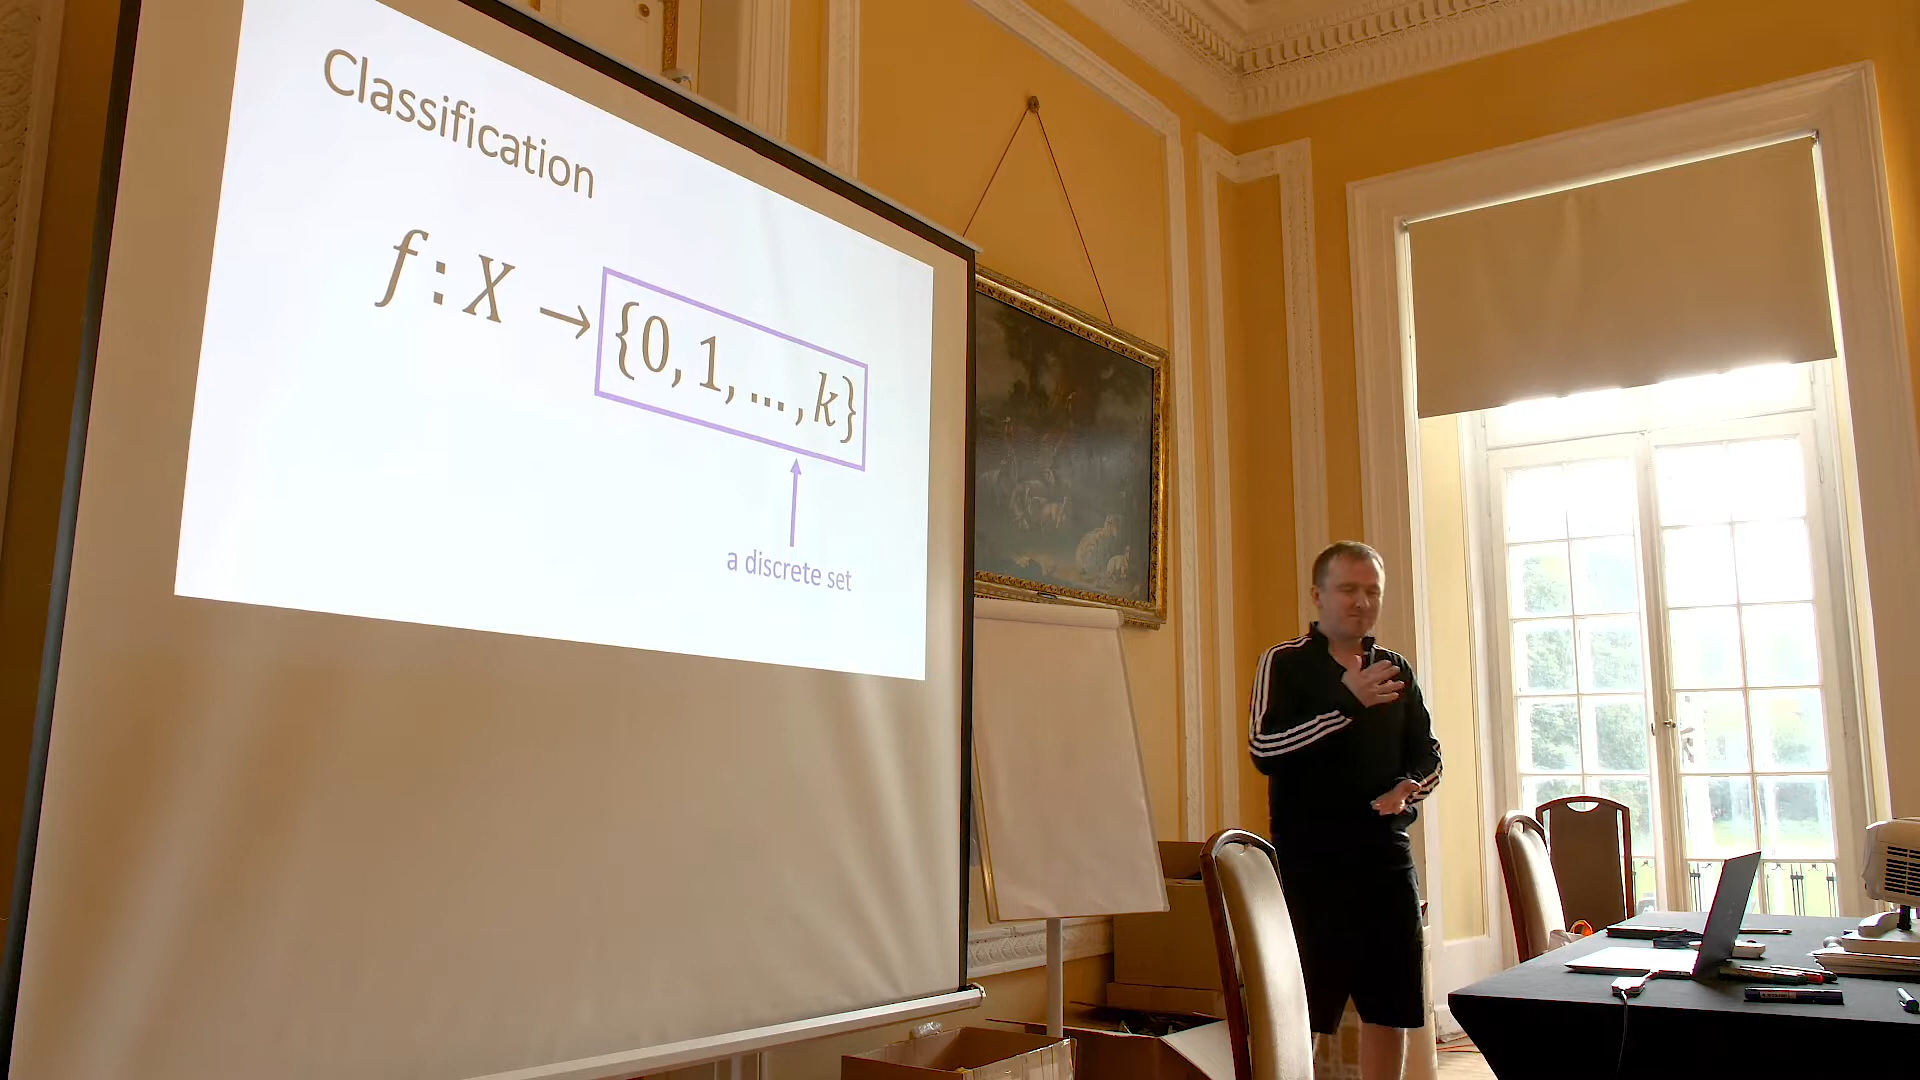 Classification
f : X → {0, 1, ..., k}
a discrete set